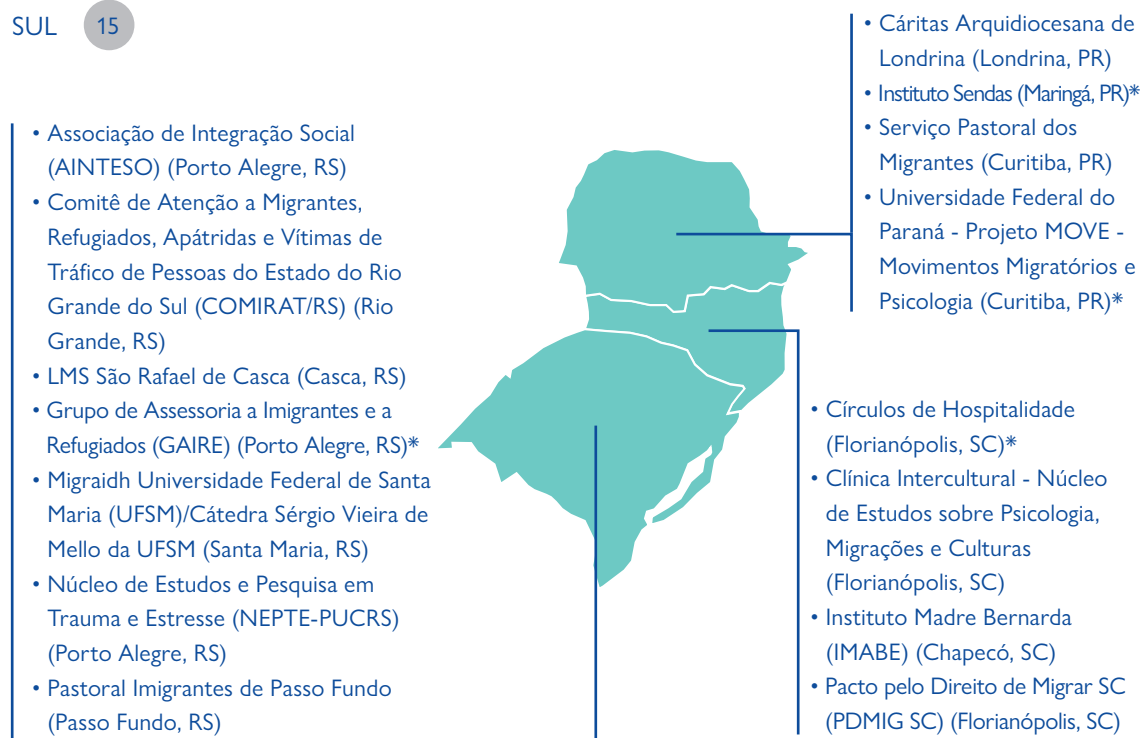 SUL 15
• Associação de Integração Social
(AINTESO) (Porto Alegre, RS)
• Comitê de Atenção a Migrantes,
Refugiados, Apátridas e Vítimas de
Tráfico de Pessoas do Estado do Rio
Grande do Sul (COMIRAT/RS) (Rio
Grande, RS)
• LMS São Rafael de Casca (Casca, RS)
• Grupo de Assessoria a Imigrantes e a
Refugiados (GAIRE) (Porto Alegre, RS)*
• Migraidh Universidade Federal de Santa
Maria (UFSM)/Cátedra Sérgio Vieira de
Mello da UFSM (Santa Maria, RS)
• Núcleo de Estudos e Pesquisa em
Trauma e Estresse (NEPTE-PUCRS)
(Porto Alegre, RS)
• Pastoral Imigrantes de Passo Fundo
(Passo Fundo, RS)
• Cáritas Arquidiocesana de
Londrina (Londrina, PR)
• Instituto Sendas (Maringá, PR)*
• Serviço Pastoral dos
Migrantes (Curitiba, PR)
• Universidade Federal do
Paraná - Projeto MOVE -
Movimentos Migratórios e
Psicologia (Curitiba, PR)*
• Círculos de Hospitalidade
(Florianópolis, SC)*
• Clínica Intercultural - Núcleo
de Estudos sobre Psicologia,
Migrações e Culturas
(Florianópolis, SC)
• Instituto Madre Bernarda
(IMABE) (Chapecó, SC)
• Pacto pelo Direito de Migrar SC
(PDMIG SC) (Florianópolis, SC)